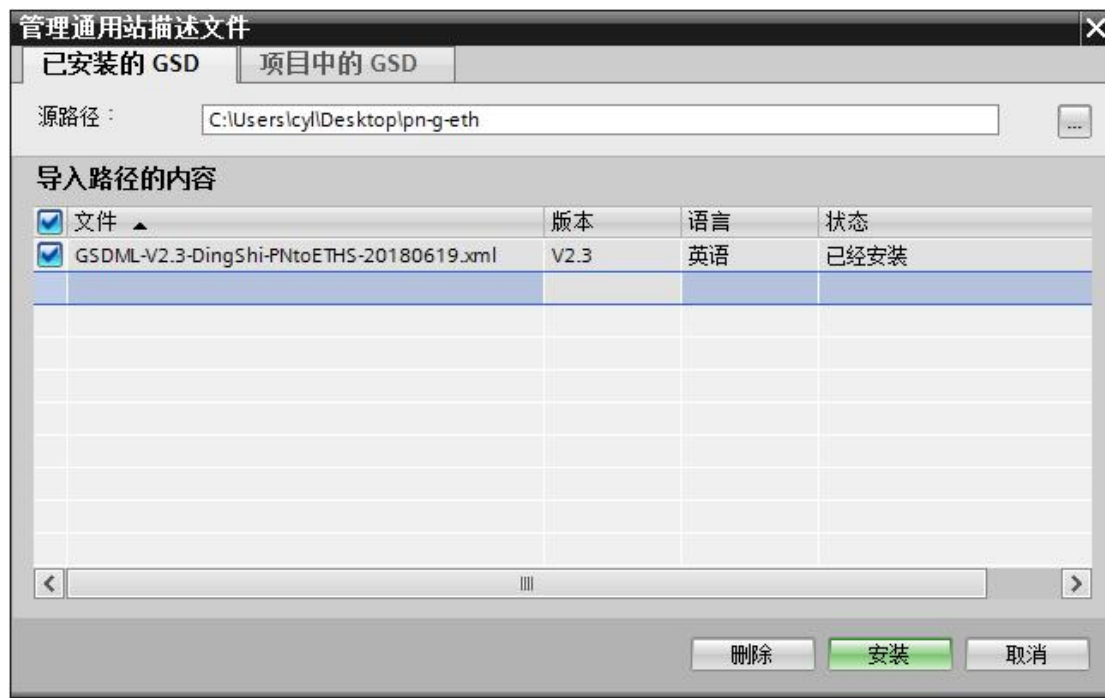 管理通用站描述文件
已安装的 GSD 项目中的 GSD
源路径： C:\Users\cyl\Desktop\pn-g-eth ...
导入路径的内容
文件 版本 语言 状态
GSDML-V2.3-DingShi-PNtoETHS-20180619.xml V2.3 英语 已经安装
删除 安装 取消